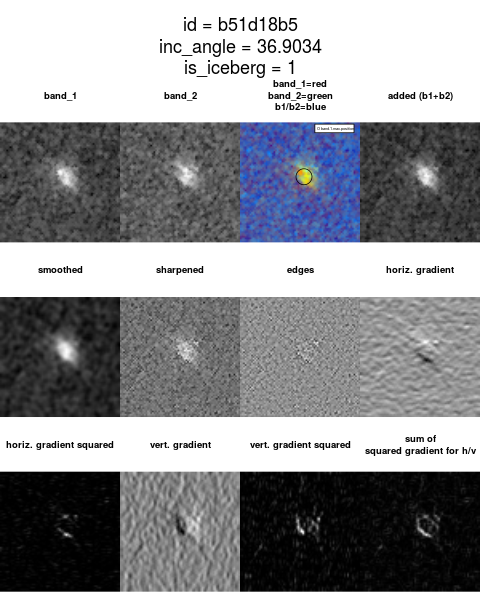 id = b51d18b5
inc_angle = 36.9034
is_iceberg = 1
band_1
band_2
band_1=red
band_2=green
b1/b2=blue
added (b1+b2)
smoothed
sharpened
edges
horiz. gradient
horiz. gradient squared
vert. gradient
vert. gradient squared
sum of
squared gradient for h/v